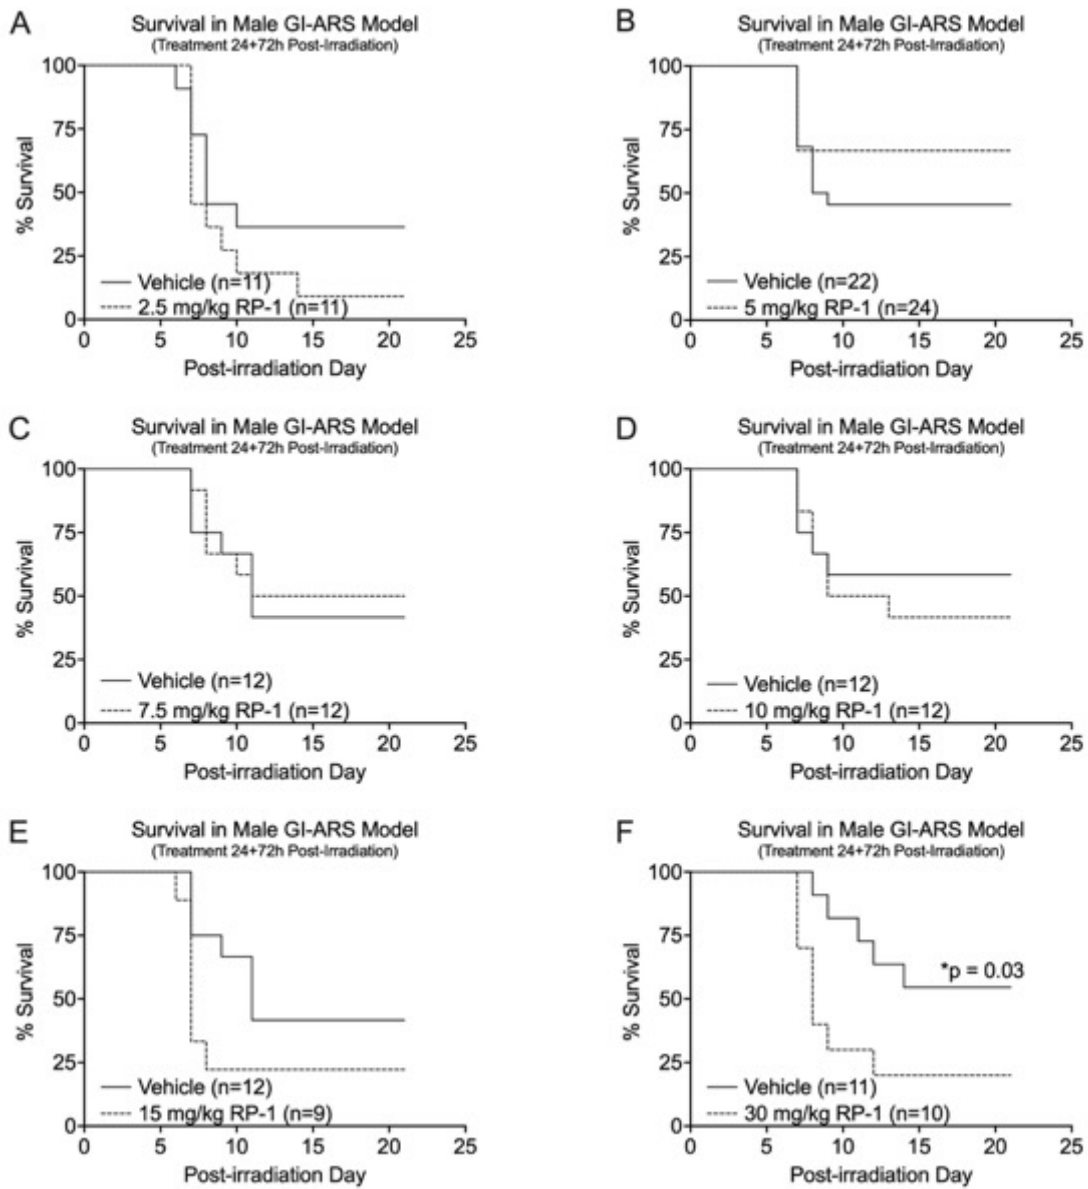 A
Survival in Male GI-ARS Model
(Treatment 24+72h Post-Irradiation)
100
75
50
25
0
% Survival
Vehicle (n=11)
2.5 mg/kg RP-1 (n=11)
0 5 10 15 20 25
Post-irradiation Day
B
Survival in Male GI-ARS Model
(Treatment 24+72h Post-Irradiation)
100
75
50
25
0
% Survival
Vehicle (n=22)
5 mg/kg RP-1 (n=24)
0 5 10 15 20 25
Post-irradiation Day
C
Survival in Male GI-ARS Model
(Treatment 24+72h Post-Irradiation)
100
75
50
25
0
% Survival
Vehicle (n=12)
7.5 mg/kg RP-1 (n=12)
0 5 10 15 20 25
Post-irradiation Day
D
Survival in Male GI-ARS Model
(Treatment 24+72h Post-Irradiation)
100
75
50
25
0
% Survival
Vehicle (n=12)
10 mg/kg RP-1 (n=12)
0 5 10 15 20 25
Post-irradiation Day
E
Survival in Male GI-ARS Model
(Treatment 24+72h Post-Irradiation)
100
75
50
25
0
% Survival
Vehicle (n=12)
15 mg/kg RP-1 (n=9)
0 5 10 15 20 25
Post-irradiation Day
F
Survival in Male GI-ARS Model
(Treatment 24+72h Post-Irradiation)
100
75
50
25
0
% Survival
*p = 0.03
Vehicle (n=11)
30 mg/kg RP-1 (n=10)
0 5 10 15 20 25
Post-irradiation Day